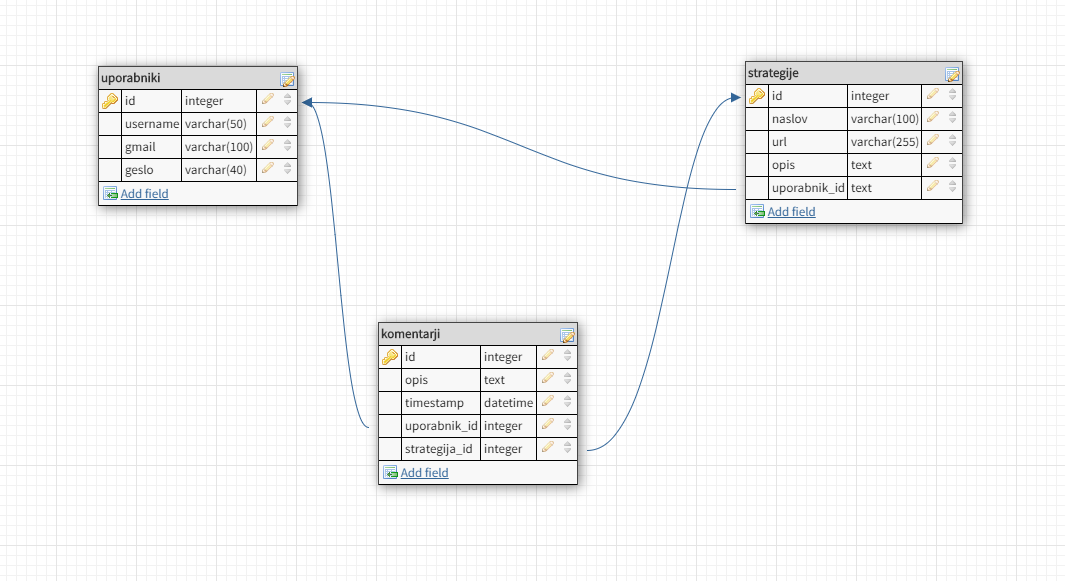 uporabniki
id integer
username varchar(50)
gmail varchar(100)
geslo varchar(40)
Add field
strategije
id integer
naslov varchar(100)
url varchar(255)
opis text
uporabnik_id text
Add field
komentarji
id integer
opis text
timestamp datetime
uporabnik_id integer
strategija_id integer
Add field